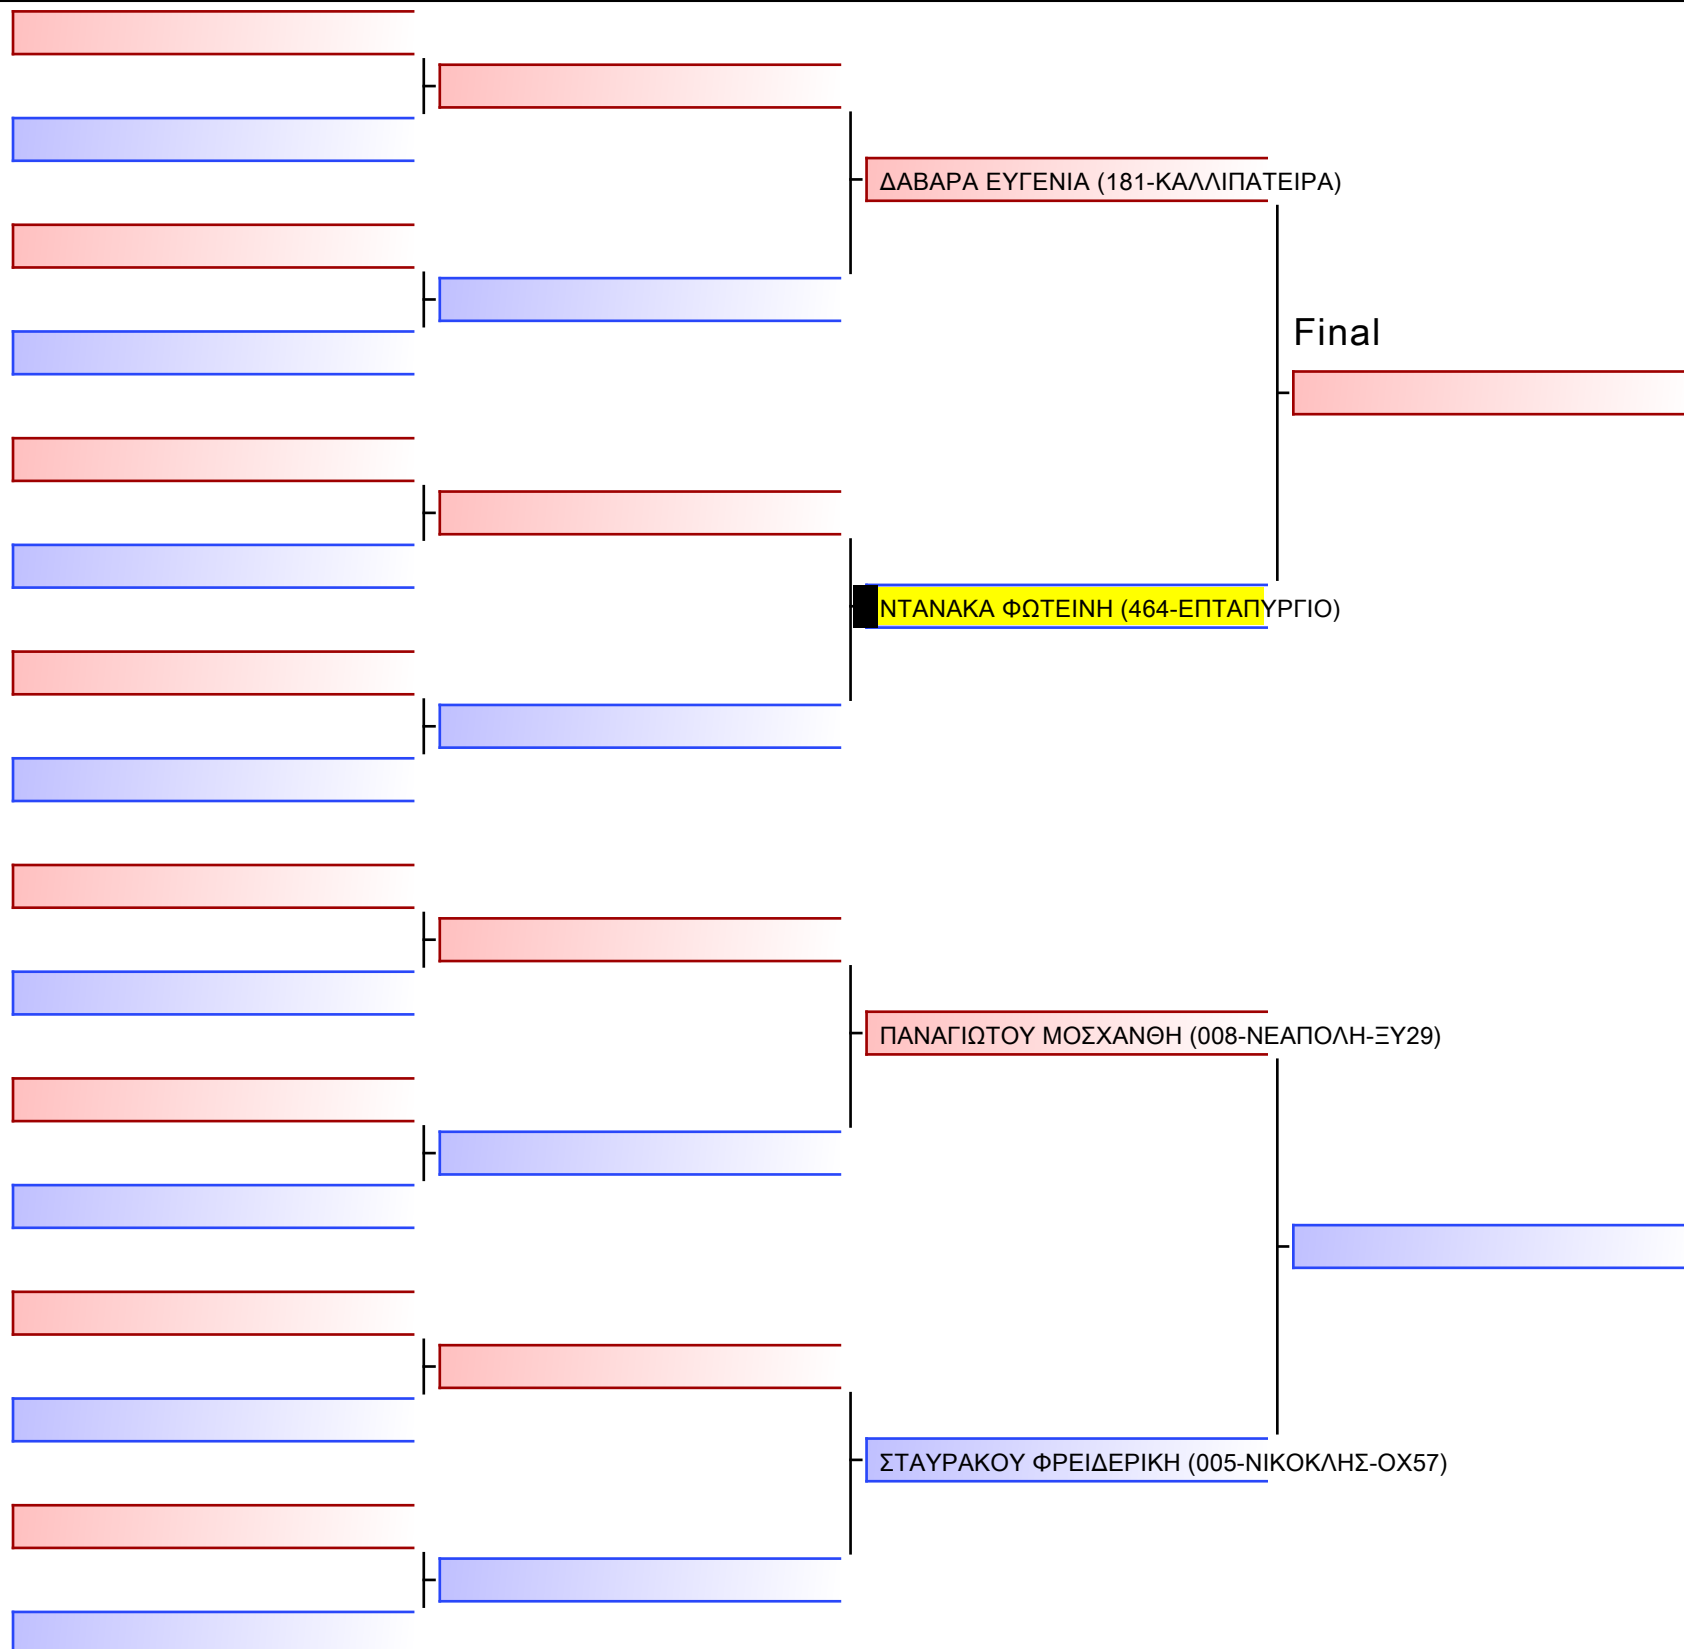 ΔΑΒΑΡΑ ΕΥΓΕΝΙΑ (181-ΚΑΛΛΙΠΑΤΕΙΡΑ)
Final
ΝΤΑΝΑΚΑ ΦΩΤΕΙΝΗ (464-ΕΠΤΑΠΥΡΓΙΟ)
ΠΑΝΑΓΙΩΤΟΥ ΜΟΣΧΑΝΘΗ (008-ΝΕΑΠΟΛΗ-ΞΥ29)
ΣΤΑΥΡΑΚΟΥ ΦΡΕΙΔΕΡΙΚΗ (005-ΝΙΚΟΚΛΗΣ-ΟΧ57)